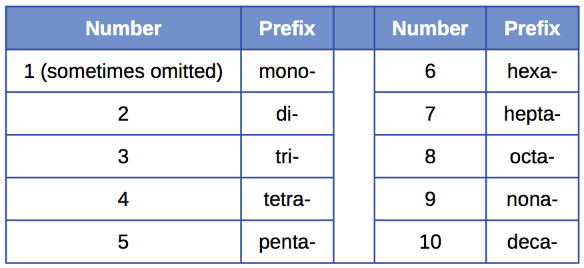 Number Prefix Number Prefix
1 (sometimes omitted) mono- 6 hexa-
2 di- 7 hepta-
3 tri- 8 octa-
4 tetra- 9 nona-
5 penta- 10 deca-